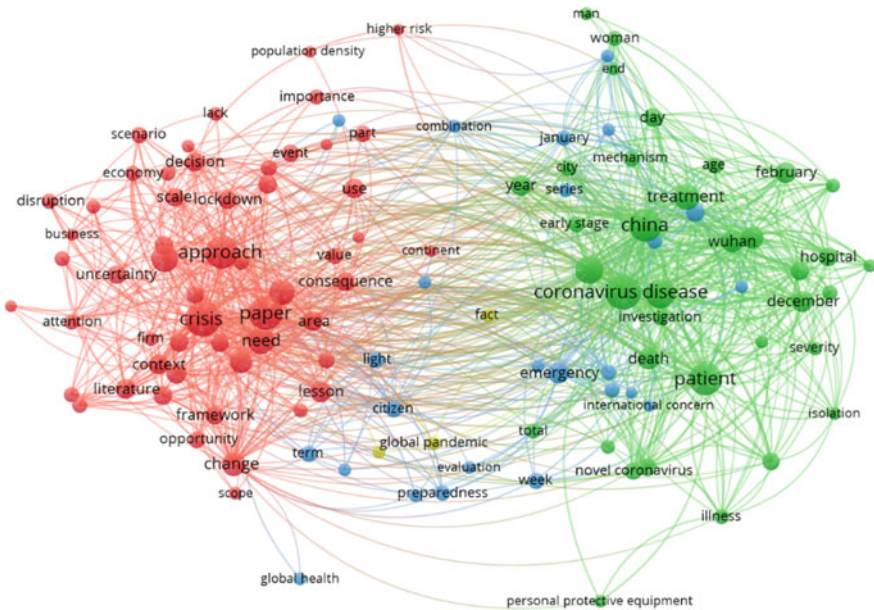 man
higher risk
woman
population density
end
importance
lack
day
combination
scenario
part
january
event
mechanism
decision
city
age
economy
february
year
series
use
treatment
scale
lockdown
disruption
early stage
china
business
wuhan
approach
value
continent
hospital
uncertainty
consequence
coronavirus disease
december
paper
fact
crisis
area
investigation
attention
firm
need
severity
light
death
context
emergency
patient
literature
lesson
international concern
citizen
framework
isolation
total
opportunity
global pandemic
term
change
evaluation
novel coronavirus
week
scope
preparedness
illness
global health
personal protective equipment